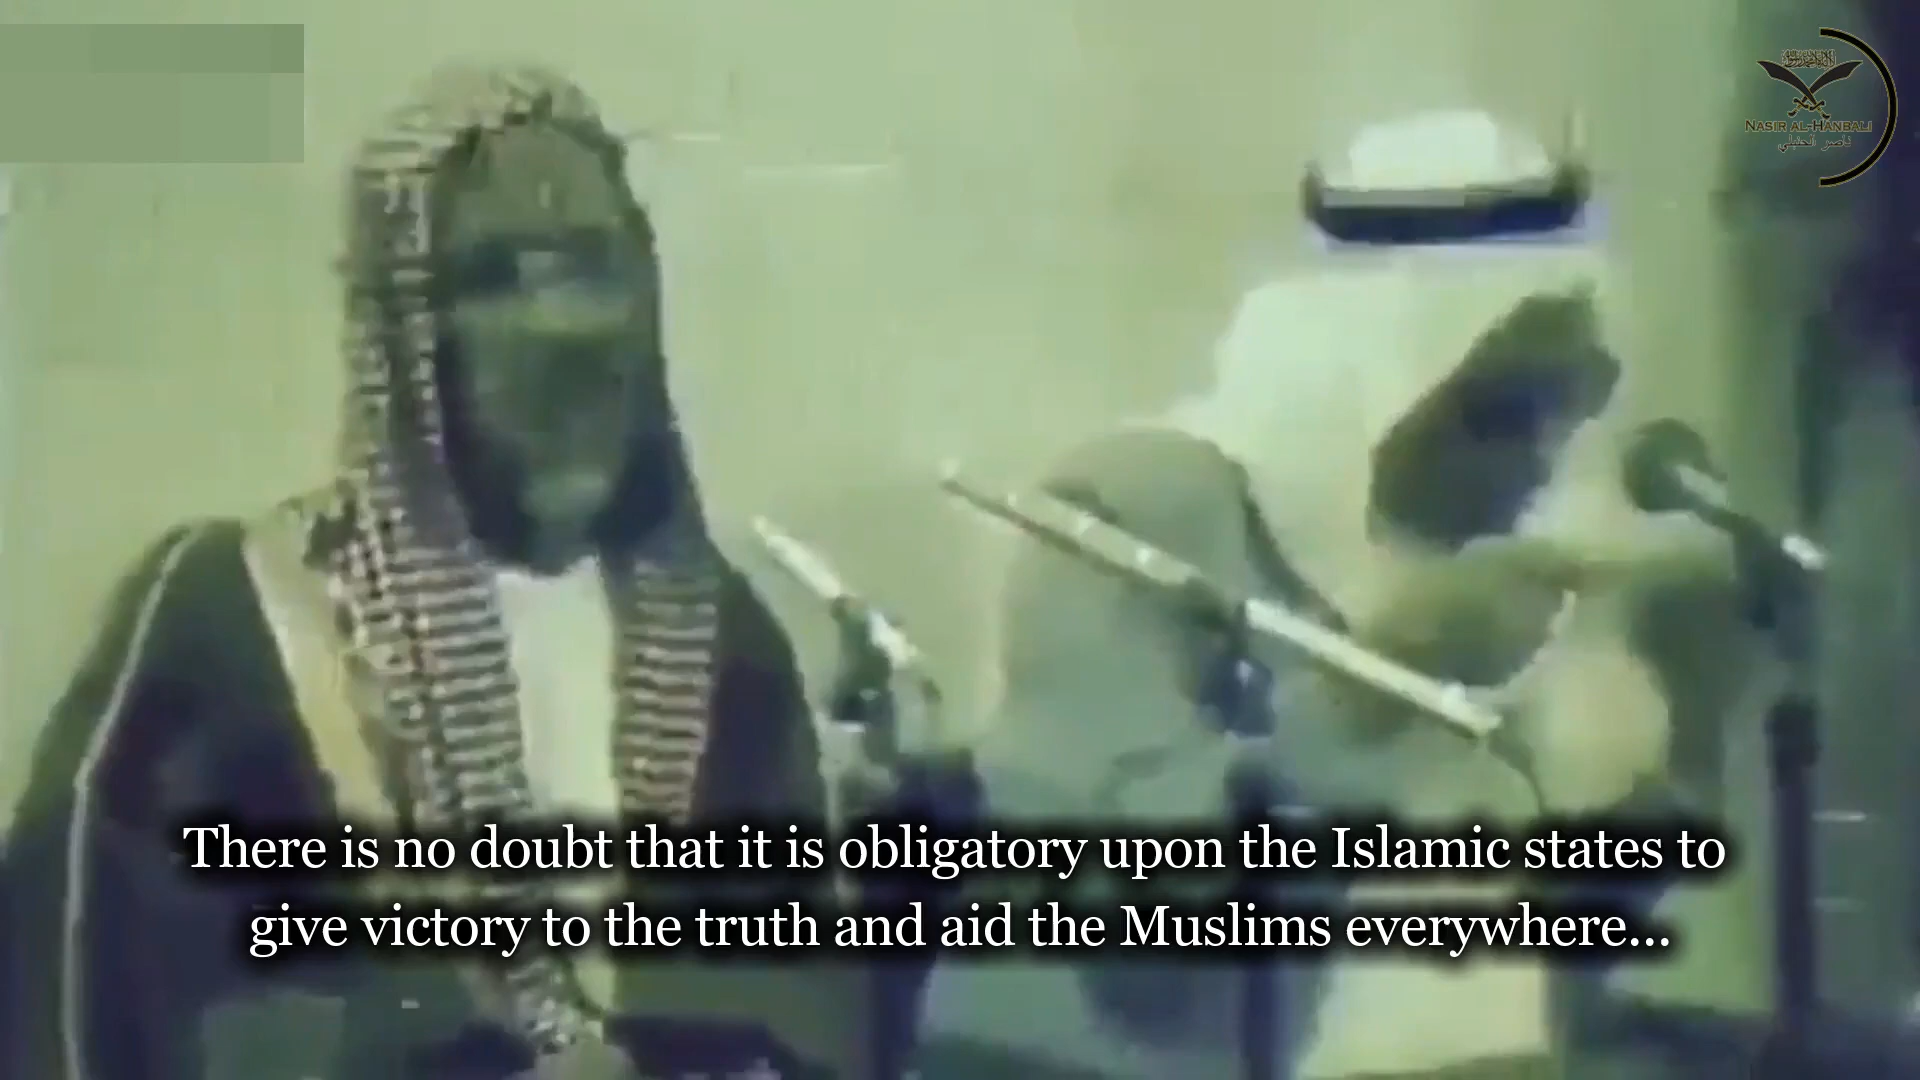 NASIR AL-HANBALI
ناصر الحنبلي
There is no doubt that it is obligatory upon the Islamic states to
give victory to the truth and aid the Muslims everywhere...